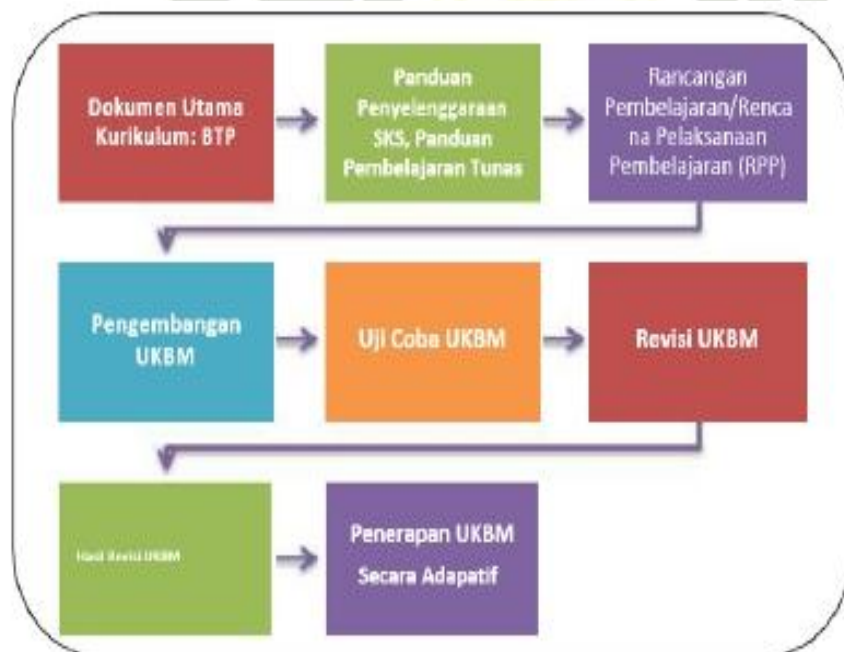 Dokumen Utama
Kurikulum: BTP
Panduan
Penyelenggaraan
SKS, Panduan
Pembelajaran Tunas
Rancangan
Pembelajaran/Renca
na Pelaksanaan
Pembelajaran (RPP)
Pengembangan
UKBM
Uji Coba UKBM
Revisi UKBM
Hasil Revisi UKBM
Penerapan UKBM
Secara Adapatif